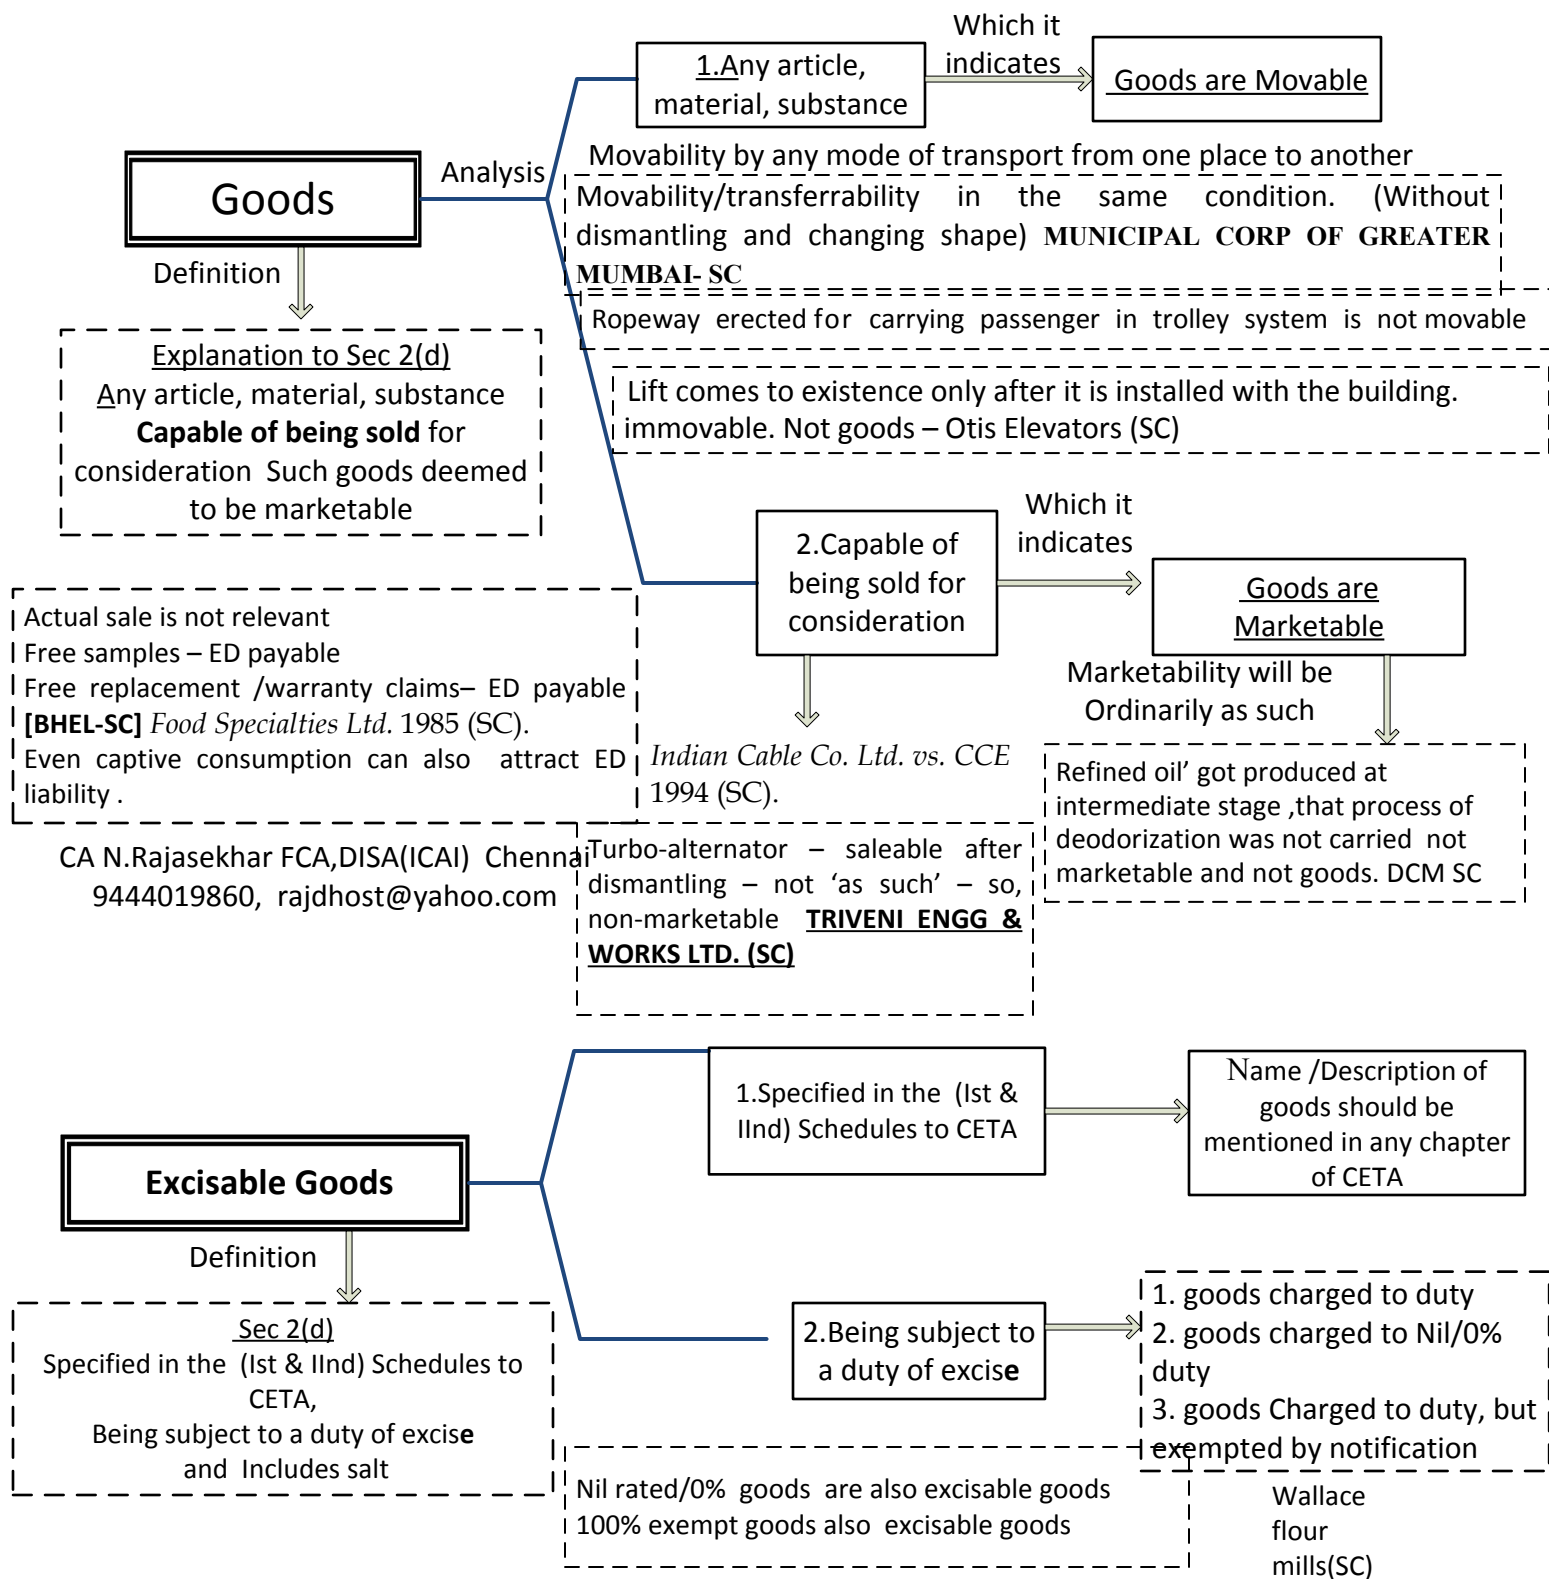 Which it
indicates
1.Any article,
material, substance
Goods are Movable
Analysis
Goods
Definition
Movability by any mode of transport from one place to another
Movability/transferrability in the same condition. (Without
dismantling and changing shape) MUNICIPAL CORP OF GREATER
MUMBAI- SC
Ropeway erected for carrying passenger in trolley system is not movable
Lift comes to existence only after it is installed with the building.
immovable. Not goods – Otis Elevators (SC)
Explanation to Sec 2(d)
Any article, material, substance
Capable of being sold for
consideration Such goods deemed
to be marketable
2.Capable of
being sold for
consideration
Which it
indicates
Goods are
Marketable
Marketability will be
Ordinarily as such
Actual sale is not relevant
Free samples – ED payable
Free replacement /warranty claims– ED payable
[BHEL-SC] Food Specialties Ltd. 1985 (SC).
Even captive consumption can also attract ED
liability .
Indian Cable Co. Ltd. vs. CCE
1994 (SC).
Refined oil’ got produced at
intermediate stage ,that process of
deodorization was not carried not
marketable and not goods. DCM SC
CA N.Rajasekhar FCA,DISA(ICAI) Chennai
9444019860, rajdhost@yahoo.com
Turbo-alternator – saleable after
dismantling – not ‘as such’ – so,
non-marketable TRIVENI ENGG &
WORKS LTD. (SC)
1.Specified in the (Ist &
IInd) Schedules to CETA
Name /Description of
goods should be
mentioned in any chapter
of CETA
Excisable Goods
Definition
Sec 2(d)
Specified in the (Ist & IInd) Schedules to
CETA,
Being subject to a duty of excise
and Includes salt
2.Being subject to
a duty of excise
1. goods charged to duty
2. goods charged to Nil/0%
duty
3. goods Charged to duty, but
exempted by notification
Nil rated/0% goods are also excisable goods
100% exempt goods also excisable goods
Wallace
flour
mills(SC)